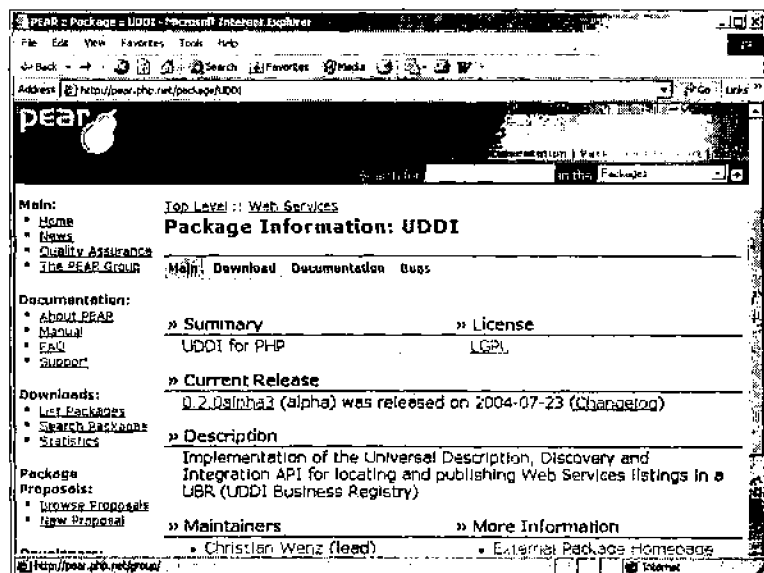 PEAR :: Package :: UDDI - Microsoft Internet Explorer
File Edit View Favorites Tools Help
Back Search Favorites Media
Address http://pear.php.net/package/UDDI Go Links »
pear
Search for in the Packages
Main:
Home
News
Quality Assurance
The PEAR Group
Documentation:
About PEAR
Manual
FAQ
Support
Downloads:
List Packages
Search Packages
Statistics
Package
Proposals:
Browse Proposals
New Proposal
Top Level :: Web Services
Package Information: UDDI
Main Download Documentation Bugs
» Summary » License
UDDI for PHP LGPL
» Current Release
0.2.0alpha3 (alpha) was released on 2004-07-23 (Changelog)
» Description
Implementation of the Universal Description, Discovery and
Integration API for locating and publishing Web Services listings in a
UBR (UDDI Business Registry)
» Maintainers » More Information
Christian Wenz (lead) External Package Homepage
http://pear.php.net/group/ Internet